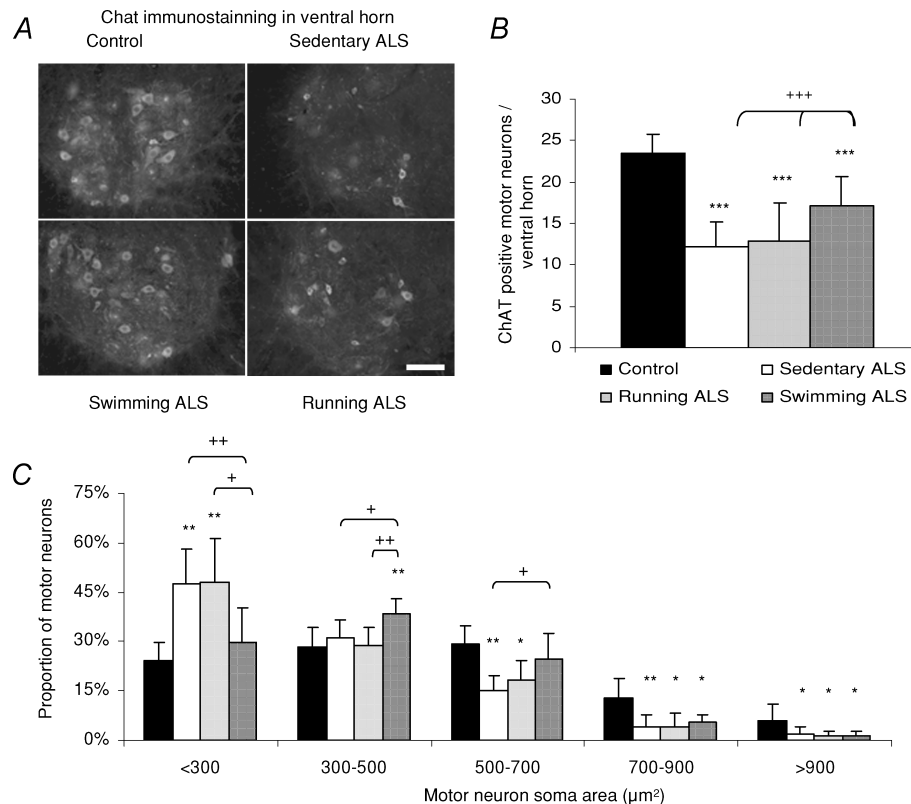 A
Chat immunostainning in ventral horn
Control
Sedentary ALS
Swimming ALS
Running ALS
B
ChAT positive motor neurons /
ventral horn
30
25
20
15
10
5
0
+++
***
***
***
Control
Sedentary ALS
Running ALS
Swimming ALS
C
Proportion of motor neurons
75%
60%
45%
30%
15%
0%
++
+
**
**
+
++
**
+
**
*
**
*
*
*
*
*
<300
300-500
500-700
700-900
>900
Motor neuron soma area (µm²)